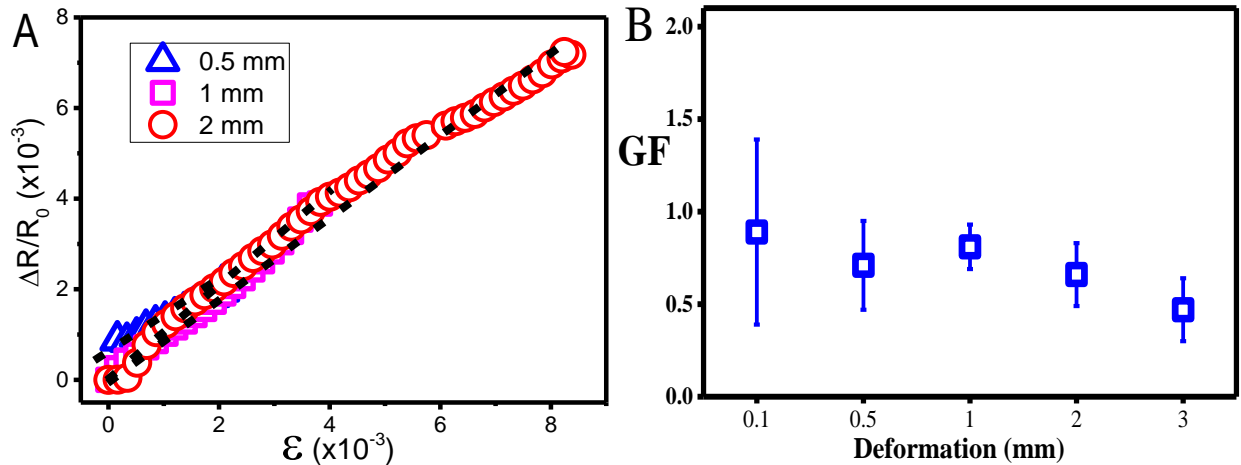 A
8
6
4
2
0
ΔR/R0 (x10-3)
0.5 mm
1 mm
2 mm
0 2 4 6 8
ε (x10-3)
B
2.0
1.5
GF
1.0
0.5
0.0
0.1 0.5 1 2 3
Deformation (mm)